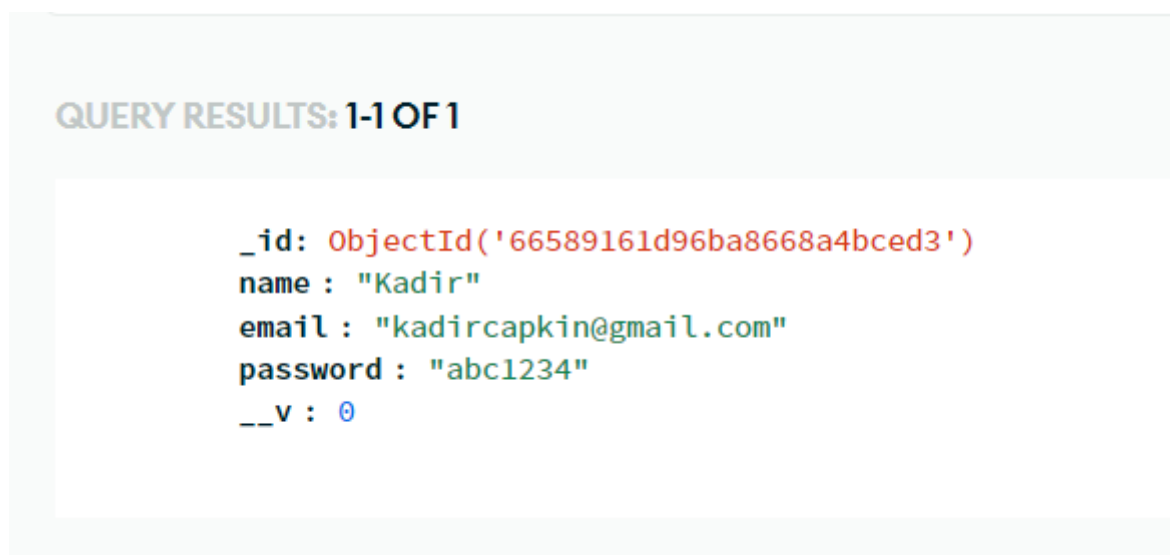 QUERY RESULTS: 1-1 OF 1
_id: ObjectId('66589161d96ba8668a4bced3')
name : "Kadir"
email : "kadircapkin@gmail.com"
password : "abc1234"
__v : 0